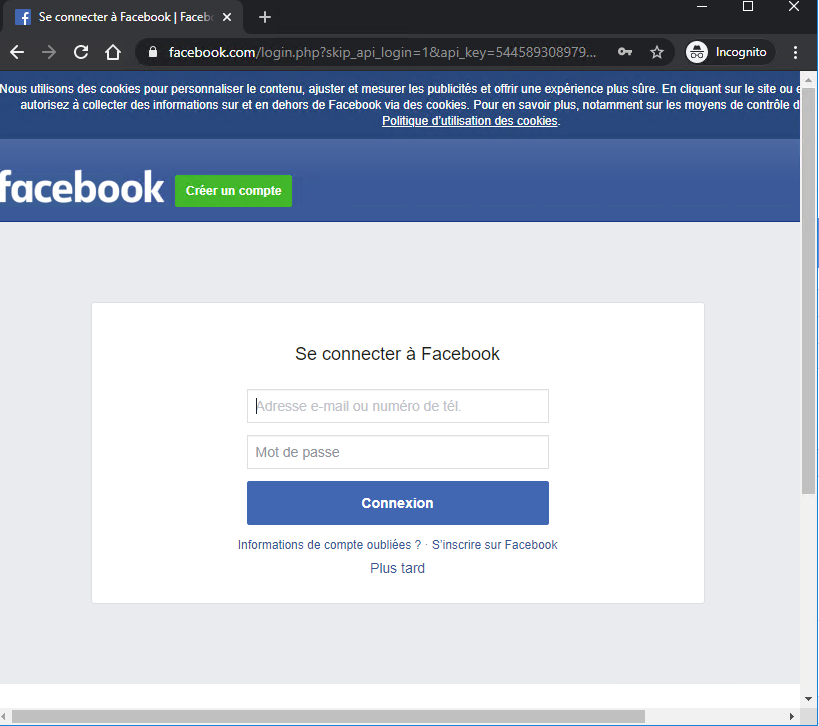 Se connecter à Facebook | Faceb
facebook.com/login.php?skip_api_login=1&api_key=544589308979...
Incognito
Nous utilisons des cookies pour personnaliser le contenu, ajuster et mesurer les publicités et offrir une expérience plus sûre. En cliquant sur le site ou
autorisez à collecter des informations sur et en dehors de Facebook via des cookies. Pour en savoir plus, notamment sur les moyens de contrôle d
Politique d'utilisation des cookies.
facebook
Créer un compte
Se connecter à Facebook
Adresse e-mail ou numéro de tél.
Mot de passe
Connexion
Informations de compte oubliées ? · S'inscrire sur Facebook
Plus tard